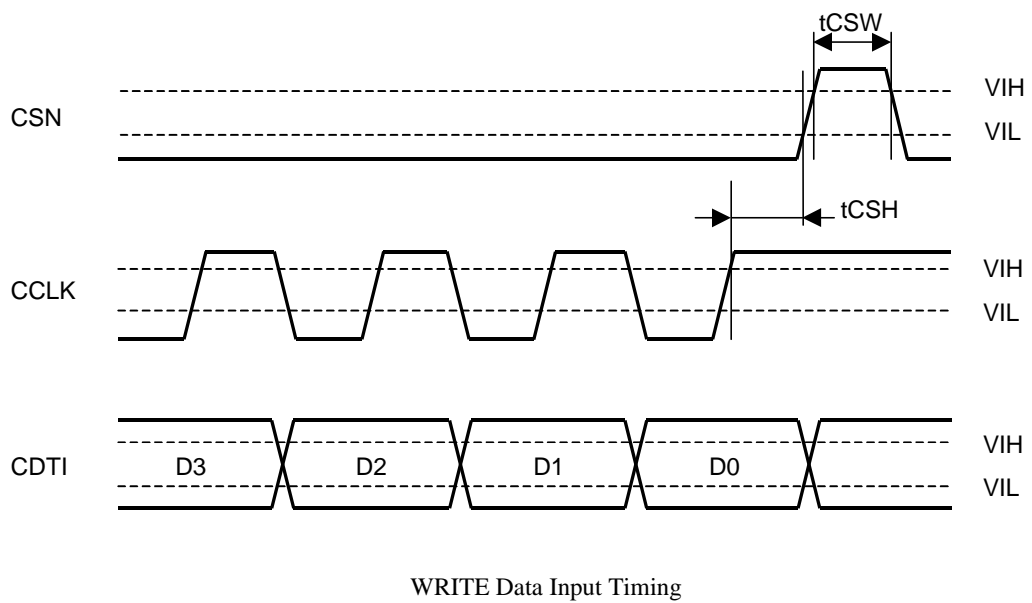 tCSW
VIH
CSN
VIL
tCSH
VIH
CCLK
VIL
VIH
CDTI D3 D2 D1 D0
VIL
WRITE Data Input Timing